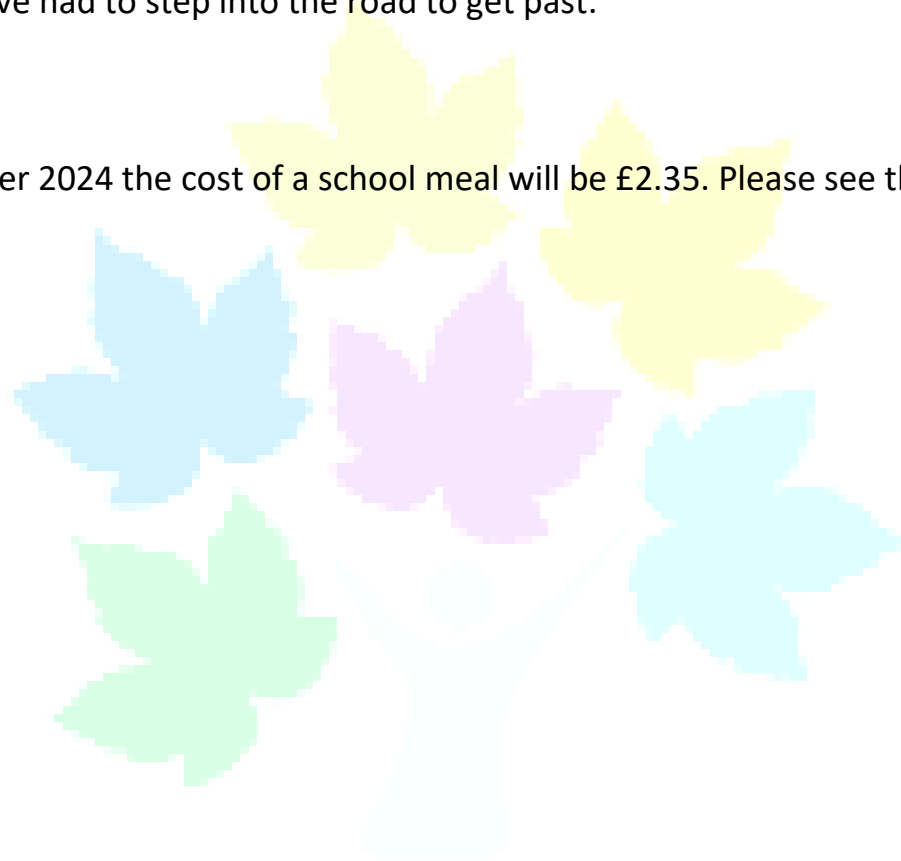 ve had to step into the road to get past.
er 2024 the cost of a school meal will be £2.35. Please see th